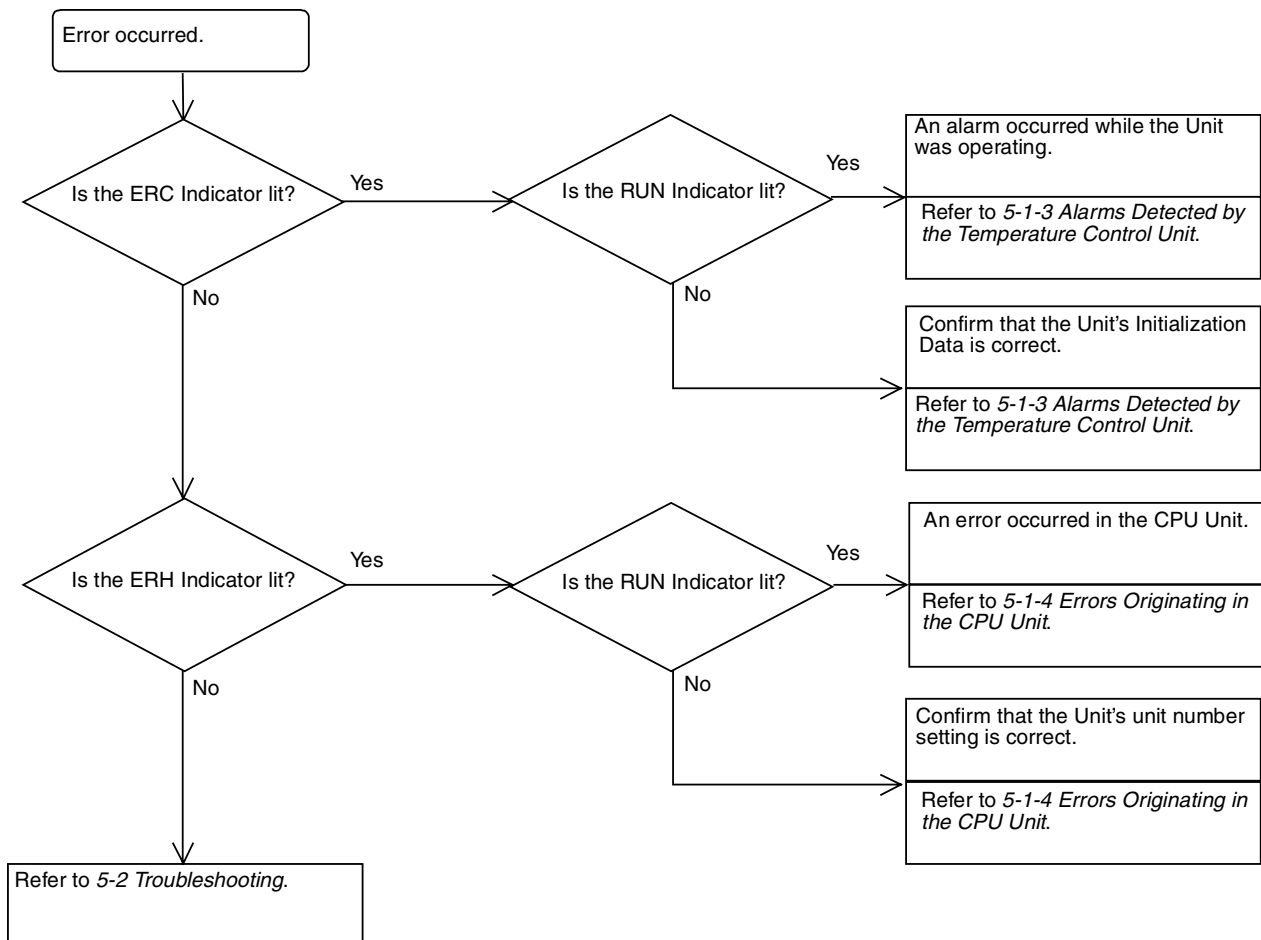 Error occurred.
Is the ERC Indicator lit?
Yes
Is the RUN Indicator lit?
Yes
An alarm occurred while the Unit
was operating.
Refer to 5-1-3 Alarms Detected by
the Temperature Control Unit.
No
No
Confirm that the Unit's Initialization
Data is correct.
Refer to 5-1-3 Alarms Detected by
the Temperature Control Unit.
Is the ERH Indicator lit?
Yes
Is the RUN Indicator lit?
Yes
An error occurred in the CPU Unit.
Refer to 5-1-4 Errors Originating in
the CPU Unit.
No
No
Confirm that the Unit's unit number
setting is correct.
Refer to 5-1-4 Errors Originating in
the CPU Unit.
Refer to 5-2 Troubleshooting.